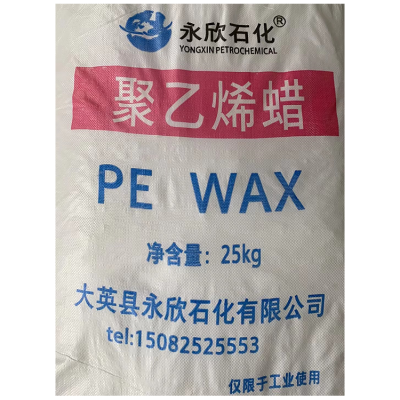 永欣石化®
YONGXIN PETROCHEMICAL
聚乙烯蜡
PE WAX
净含量：25kg
大英县永欣石化有限公司
tel:15082525553
仅限于工业使用